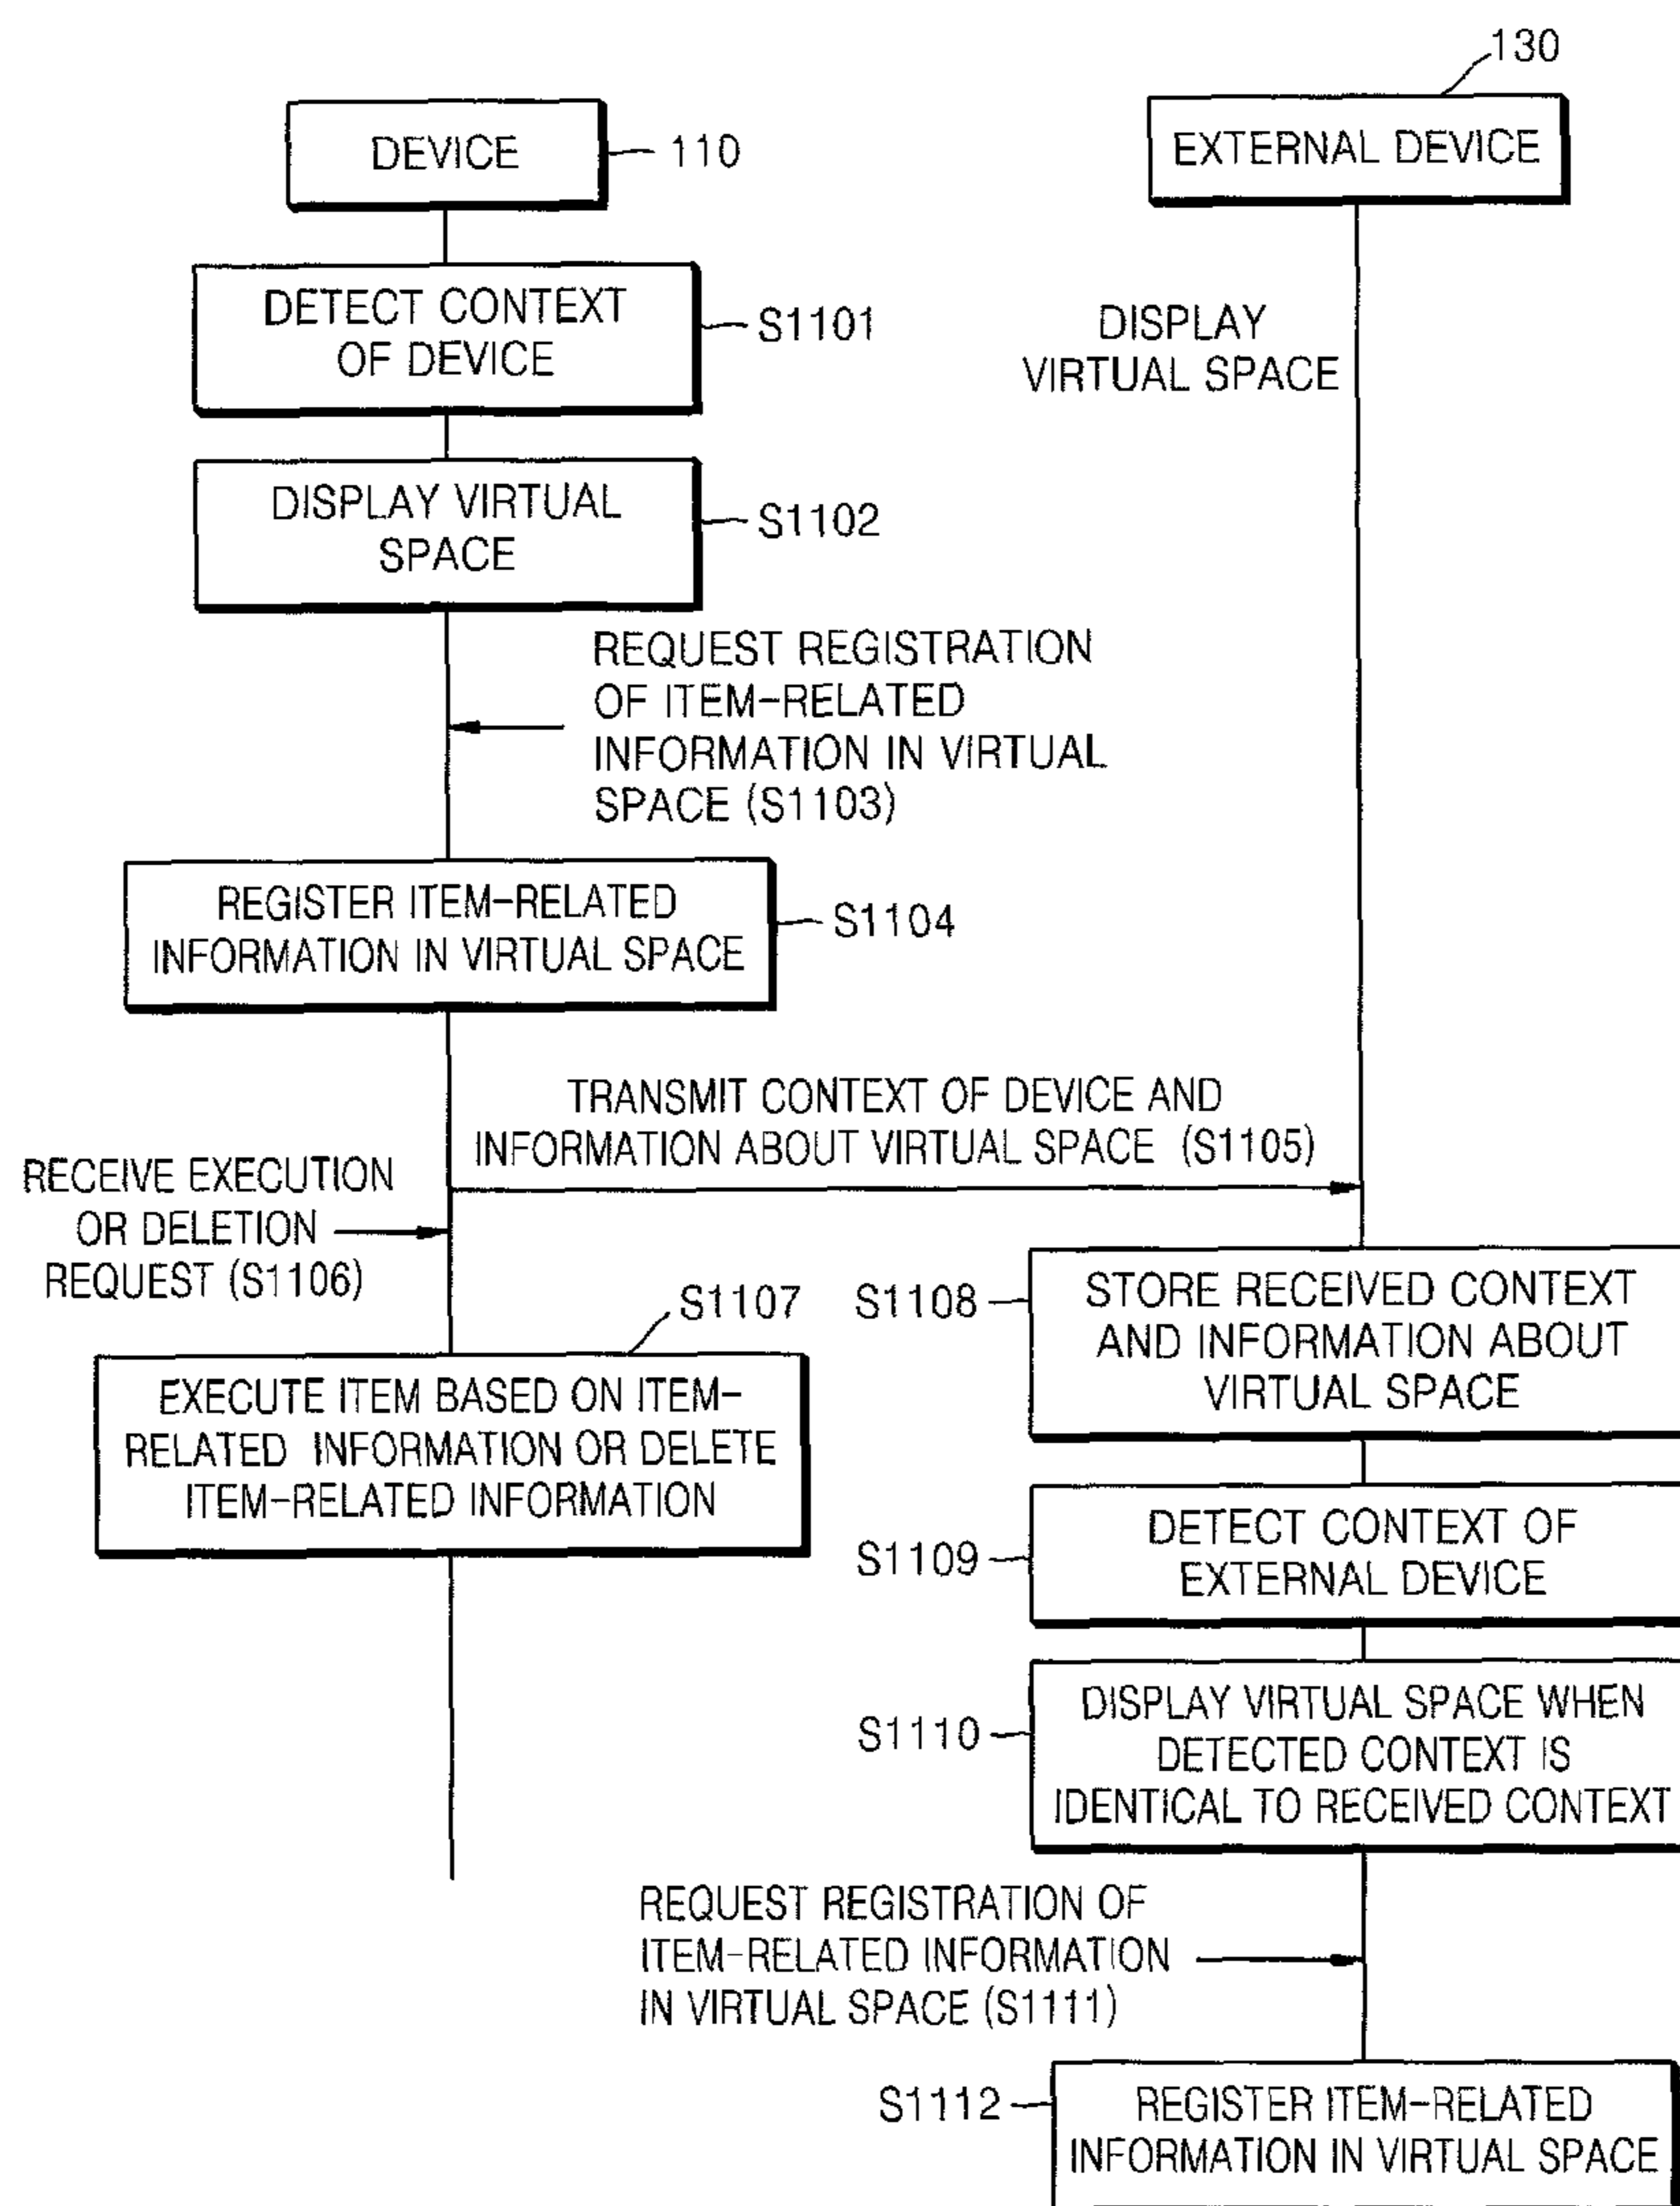 130
DEVICE
110
EXTERNAL DEVICE
DETECT CONTEXT
OF DEVICE
S1101
DISPLAY
VIRTUAL SPACE
DISPLAY VIRTUAL
SPACE
S1102
REQUEST REGISTRATION
OF ITEM-RELATED
INFORMATION IN VIRTUAL
SPACE (S1103)
REGISTER ITEM-RELATED
INFORMATION IN VIRTUAL SPACE
S1104
TRANSMIT CONTEXT OF DEVICE AND
INFORMATION ABOUT VIRTUAL SPACE (S1105)
RECEIVE EXECUTION
OR DELETION
REQUEST (S1106)
S1107
EXECUTE ITEM BASED ON ITEM-
RELATED INFORMATION OR DELETE
ITEM-RELATED INFORMATION
S1108
STORE RECEIVED CONTEXT
AND INFORMATION ABOUT
VIRTUAL SPACE
S1109
DETECT CONTEXT OF
EXTERNAL DEVICE
S1110
DISPLAY VIRTUAL SPACE WHEN
DETECTED CONTEXT IS
IDENTICAL TO RECEIVED CONTEXT
REQUEST REGISTRATION OF
ITEM-RELATED INFORMATION
IN VIRTUAL SPACE (S1111)
S1112
REGISTER ITEM-RELATED
INFORMATION IN VIRTUAL SPACE